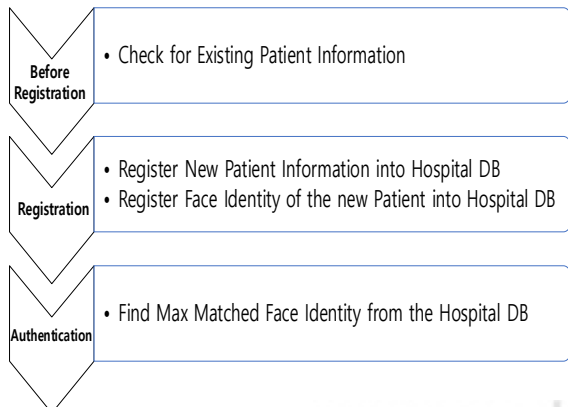 Before
Registration
• Check for Existing Patient Information
Registration
• Register New Patient Information into Hospital DB
• Register Face Identity of the new Patient into Hospital DB
Authentication
• Find Max Matched Face Identity from the Hospital DB